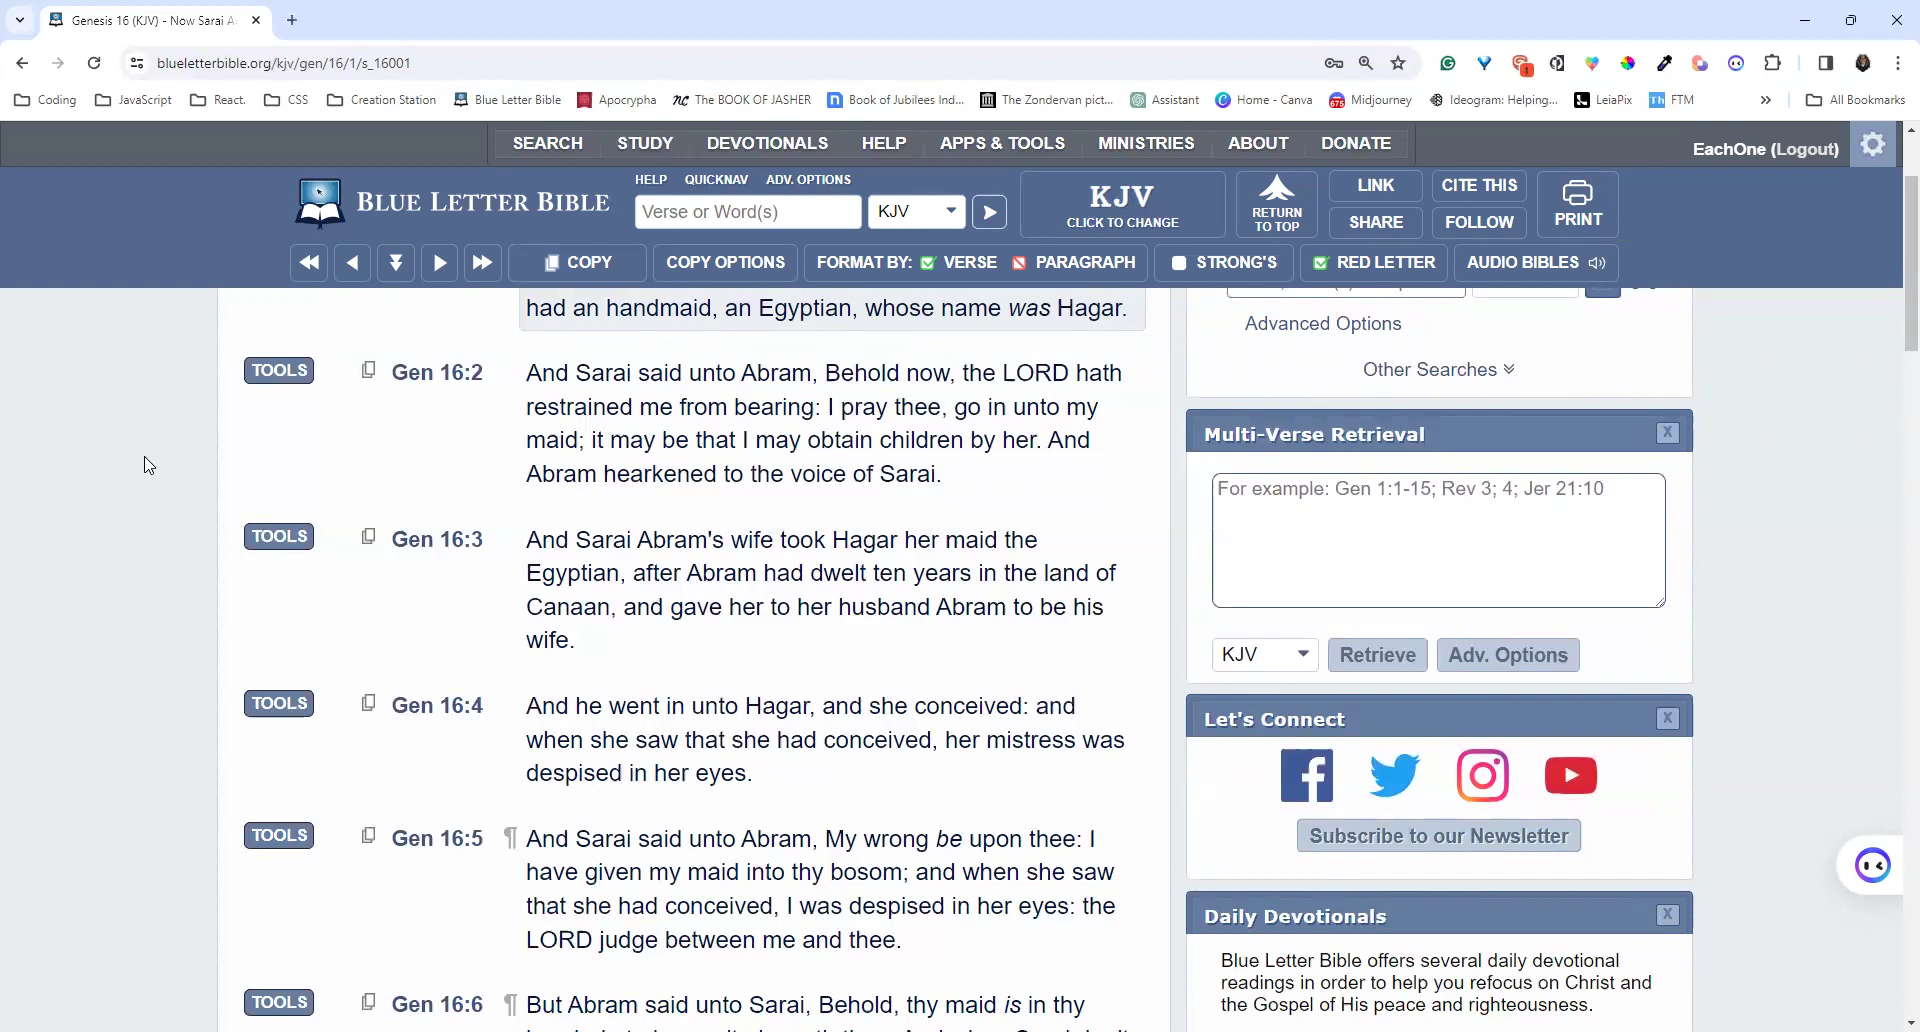 Genesis 16 (KJV) - Now Sarai A
blueletterbible.org/kjv/gen/16/1/s_16001
1
Coding JavaScript React. CSS Creation Station Blue Letter Bible Apocrypha The BOOK OF JASHER Book of Jubilees Ind... The Zondervan pict... Assistant Home - Canva Midjourney Ideogram: Helping... LeiaPix FTM All Bookmarks
SEARCH STUDY DEVOTIONALS HELP APPS & TOOLS MINISTRIES ABOUT DONATE
EachOne (Logout)
BLUE LETTER BIBLE
HELP QUICKNAV ADV. OPTIONS
Verse or Word(s) KJV
KJV
CLICK TO CHANGE
RETURN
TO TOP
LINK CITE THIS
SHARE FOLLOW
PRINT
COPY COPY OPTIONS FORMAT BY: VERSE PARAGRAPH STRONG'S RED LETTER AUDIO BIBLES
had an handmaid, an Egyptian, whose name was Hagar.
TOOLS Gen 16:2 And Sarai said unto Abram, Behold now, the LORD hath
restrained me from bearing: I pray thee, go in unto my
maid; it may be that I may obtain children by her. And
Abram hearkened to the voice of Sarai.
TOOLS Gen 16:3 And Sarai Abram's wife took Hagar her maid the
Egyptian, after Abram had dwelt ten years in the land of
Canaan, and gave her to her husband Abram to be his
wife.
TOOLS Gen 16:4 And he went in unto Hagar, and she conceived: and
when she saw that she had conceived, her mistress was
despised in her eyes.
TOOLS Gen 16:5 ¶ And Sarai said unto Abram, My wrong be upon thee: I
have given my maid into thy bosom; and when she saw
that she had conceived, I was despised in her eyes: the
LORD judge between me and thee.
TOOLS Gen 16:6 ¶ But Abram said unto Sarai, Behold, thy maid is in thy
Advanced Options
Other Searches
Multi-Verse Retrieval X
For example: Gen 1:1-15; Rev 3; 4; Jer 21:10
KJV Retrieve Adv. Options
Let's Connect X
Subscribe to our Newsletter
Daily Devotionals X
Blue Letter Bible offers several daily devotional
readings in order to help you refocus on Christ and
the Gospel of His peace and righteousness.